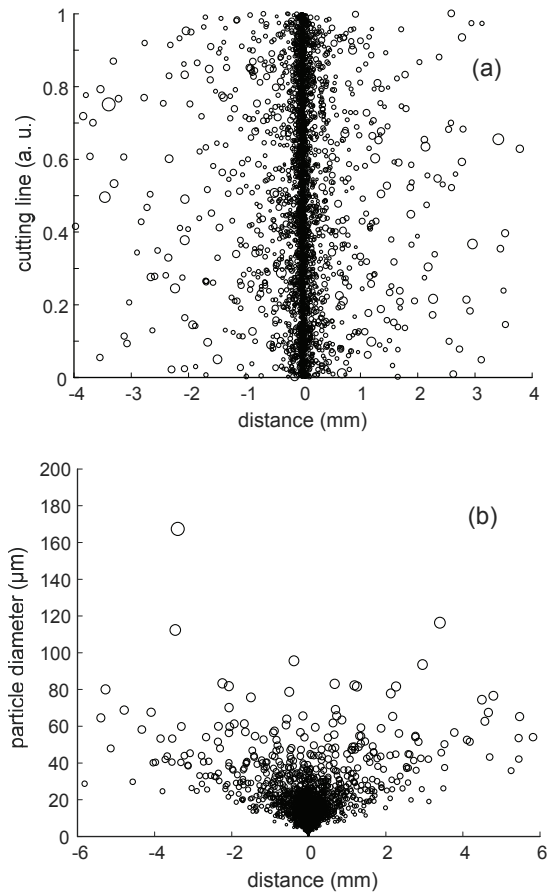 1
0.8
0.6
0.4
0.2
0
cutting line (a. u.)
(a)
-4 -3 -2 -1 0 1 2 3 4
distance (mm)
200
180
160
140
120
100
80
60
40
20
0
particle diameter (μm)
(b)
-6 -4 -2 0 2 4 6
distance (mm)